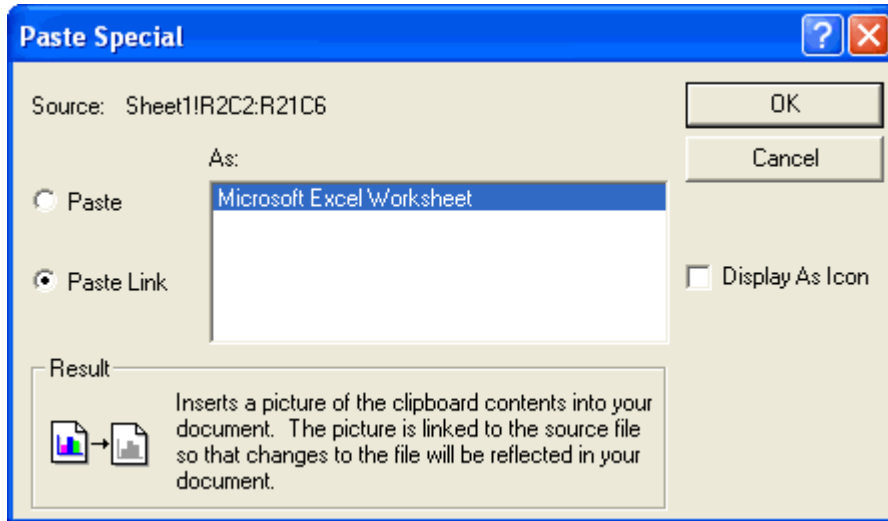 Paste Special
Source: Sheet1!R2C2:R21C6
OK
As:
Cancel
Paste
Microsoft Excel Worksheet
Paste Link
Display As Icon
Result
Inserts a picture of the clipboard contents into your
document. The picture is linked to the source file
so that changes to the file will be reflected in your
document.